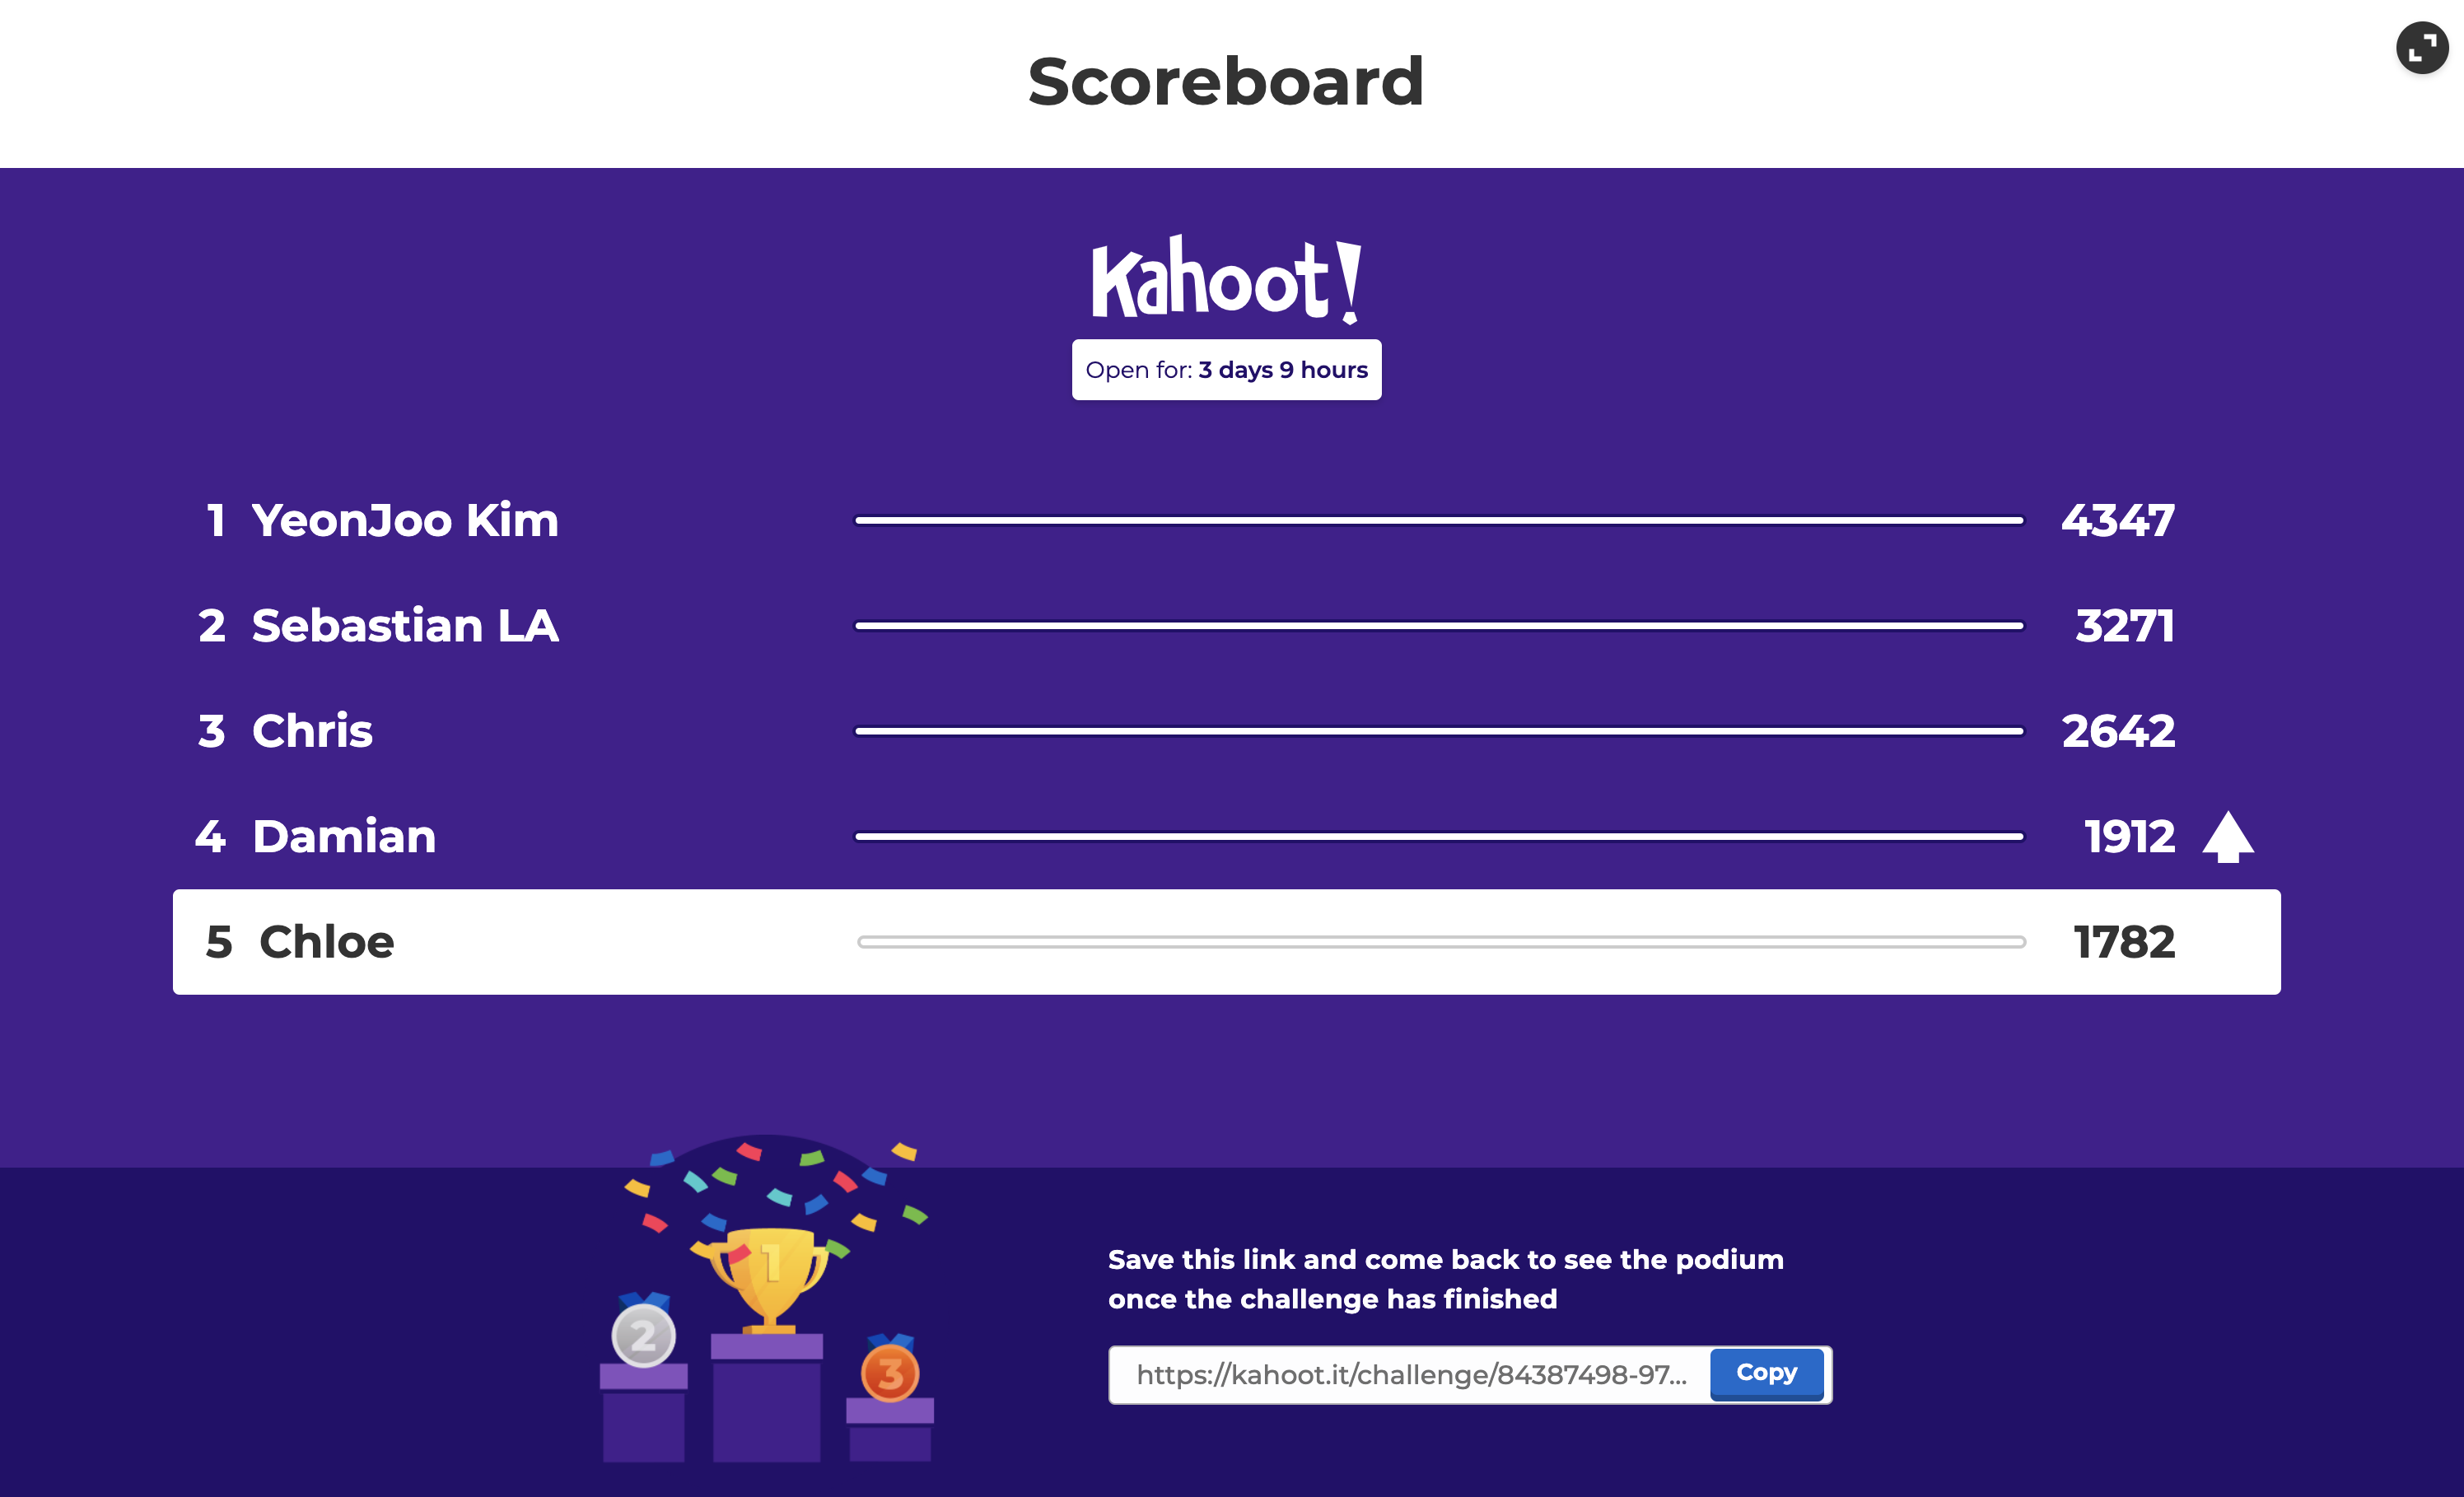 Scoreboard
Kahoot!
Open for: 3 days 9 hours
1 YeonJoo Kim 4347
2 Sebastian LA 3271
3 Chris 2642
4 Damian 1912
5 Chloe 1782
1
2
3
Save this link and come back to see the podium
once the challenge has finished
https://kahoot.it/challenge/84387498-97... Copy